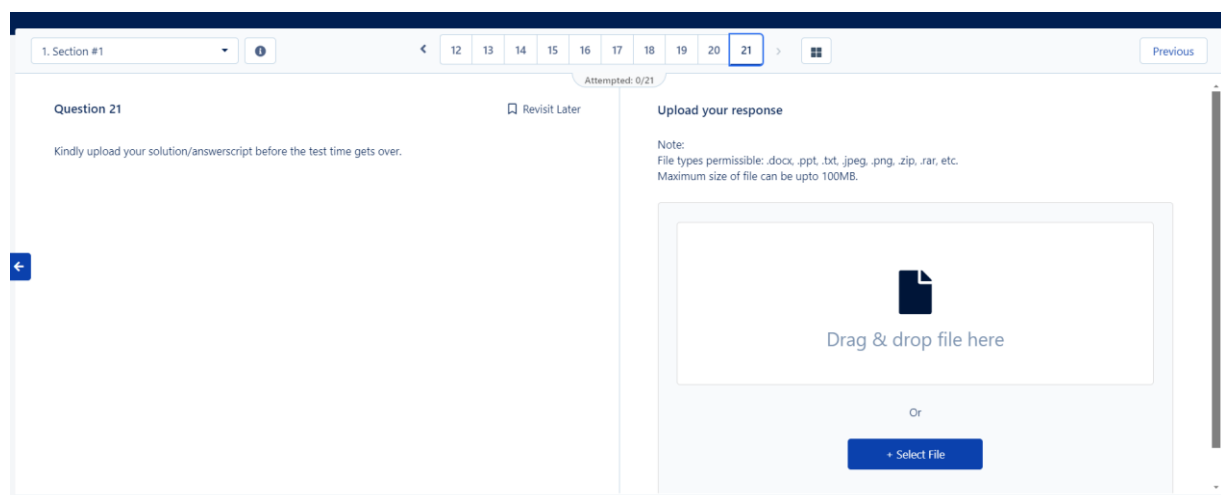 1. Section #1
12 13 14 15 16 17 18 19 20 21
Previous
Attempted: 0/21
Question 21
Revisit Later
Kindly upload your solution/answerscript before the test time gets over.
Upload your response
Note:
File types permissible: .docx, .ppt, .txt, .jpeg, .png, .zip, .rar, etc.
Maximum size of file can be upto 100MB.
Drag & drop file here
Or
+ Select File